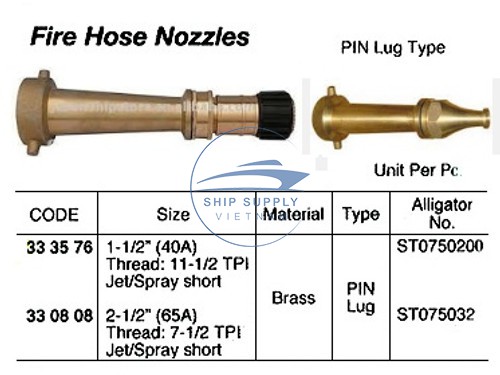 Fire Hose Nozzles
PIN Lug Type
Unit Per Pc.
SHIP SUPPLY
VIETNAM
CODE Size Material Type Alligator No.
33 35 76 1-1/2" (40A) ST0750200
Thread: 11-1/2 TPI
Jet/Spray short
Brass PIN Lug
33 08 08 2-1/2" (65A) ST075032
Thread: 7-1/2 TPI
Jet/Spray short